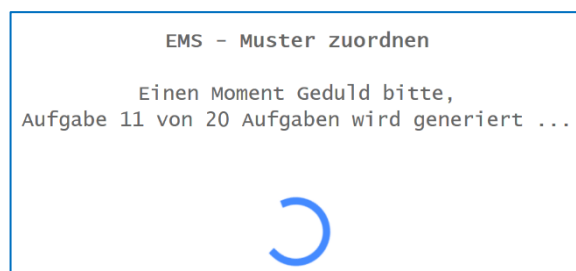 EMS - Muster zuordnen
Einen Moment Geduld bitte,
Aufgabe 11 von 20 Aufgaben wird generiert ...